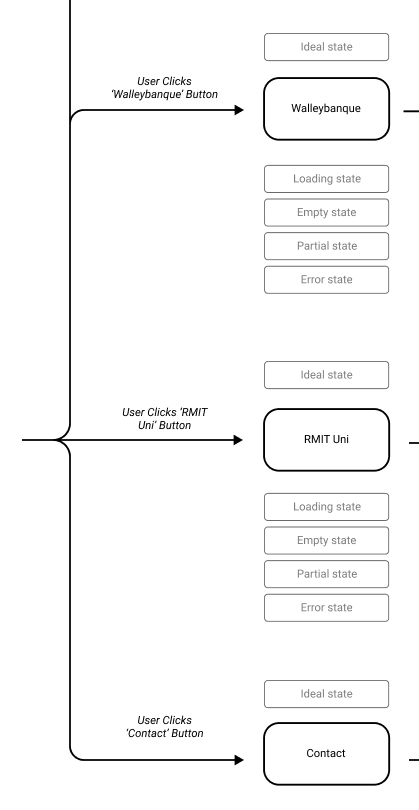 Ideal state
User Clicks
‘Walleybanque’ Button
Walleybanque
Loading state
Empty state
Partial state
Error state
Ideal state
User Clicks ‘RMIT
Uni’ Button
RMIT Uni
Loading state
Empty state
Partial state
Error state
Ideal state
User Clicks
‘Contact’ Button
Contact